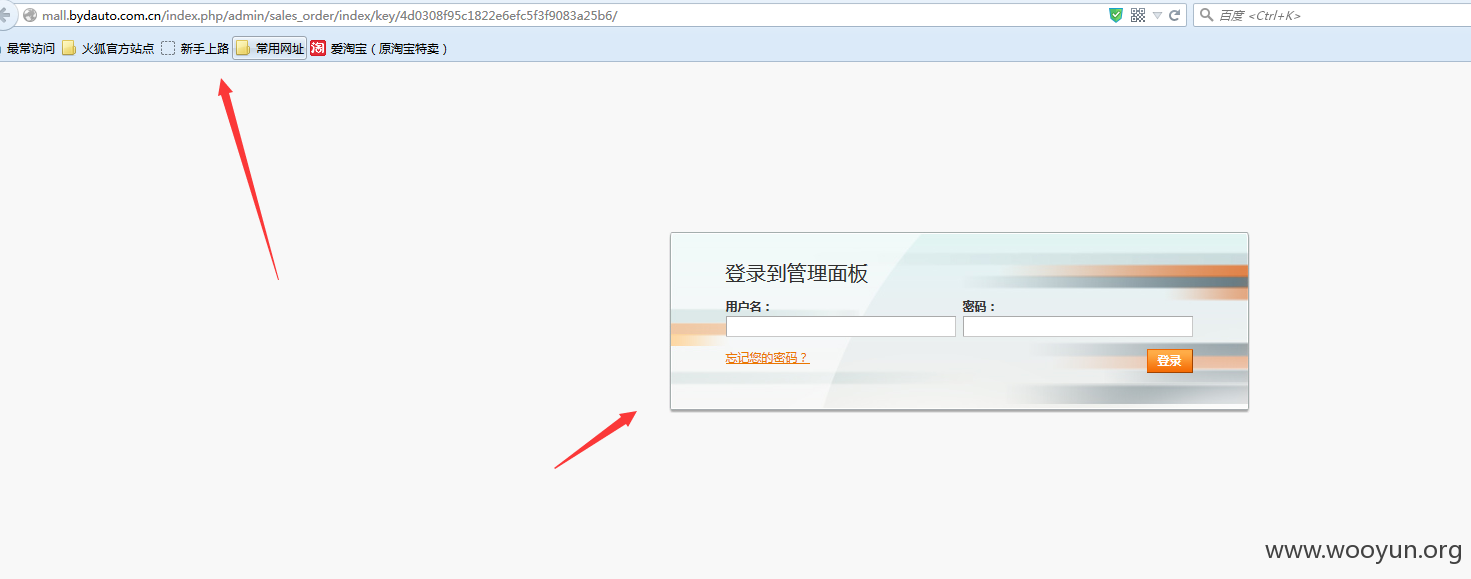 mall.bydauto.com.cn/index.php/admin/sales_order/index/key/4d0308f95c1822e6efc5f3f9083a25b6/
百度 <Ctrl+K>
最常访问 火狐官方站点 新手上路 常用网址 淘 爱淘宝（原淘宝特卖）
登录到管理面板
用户名： 密码：
忘记您的密码？ 登录
www.wooyun.org